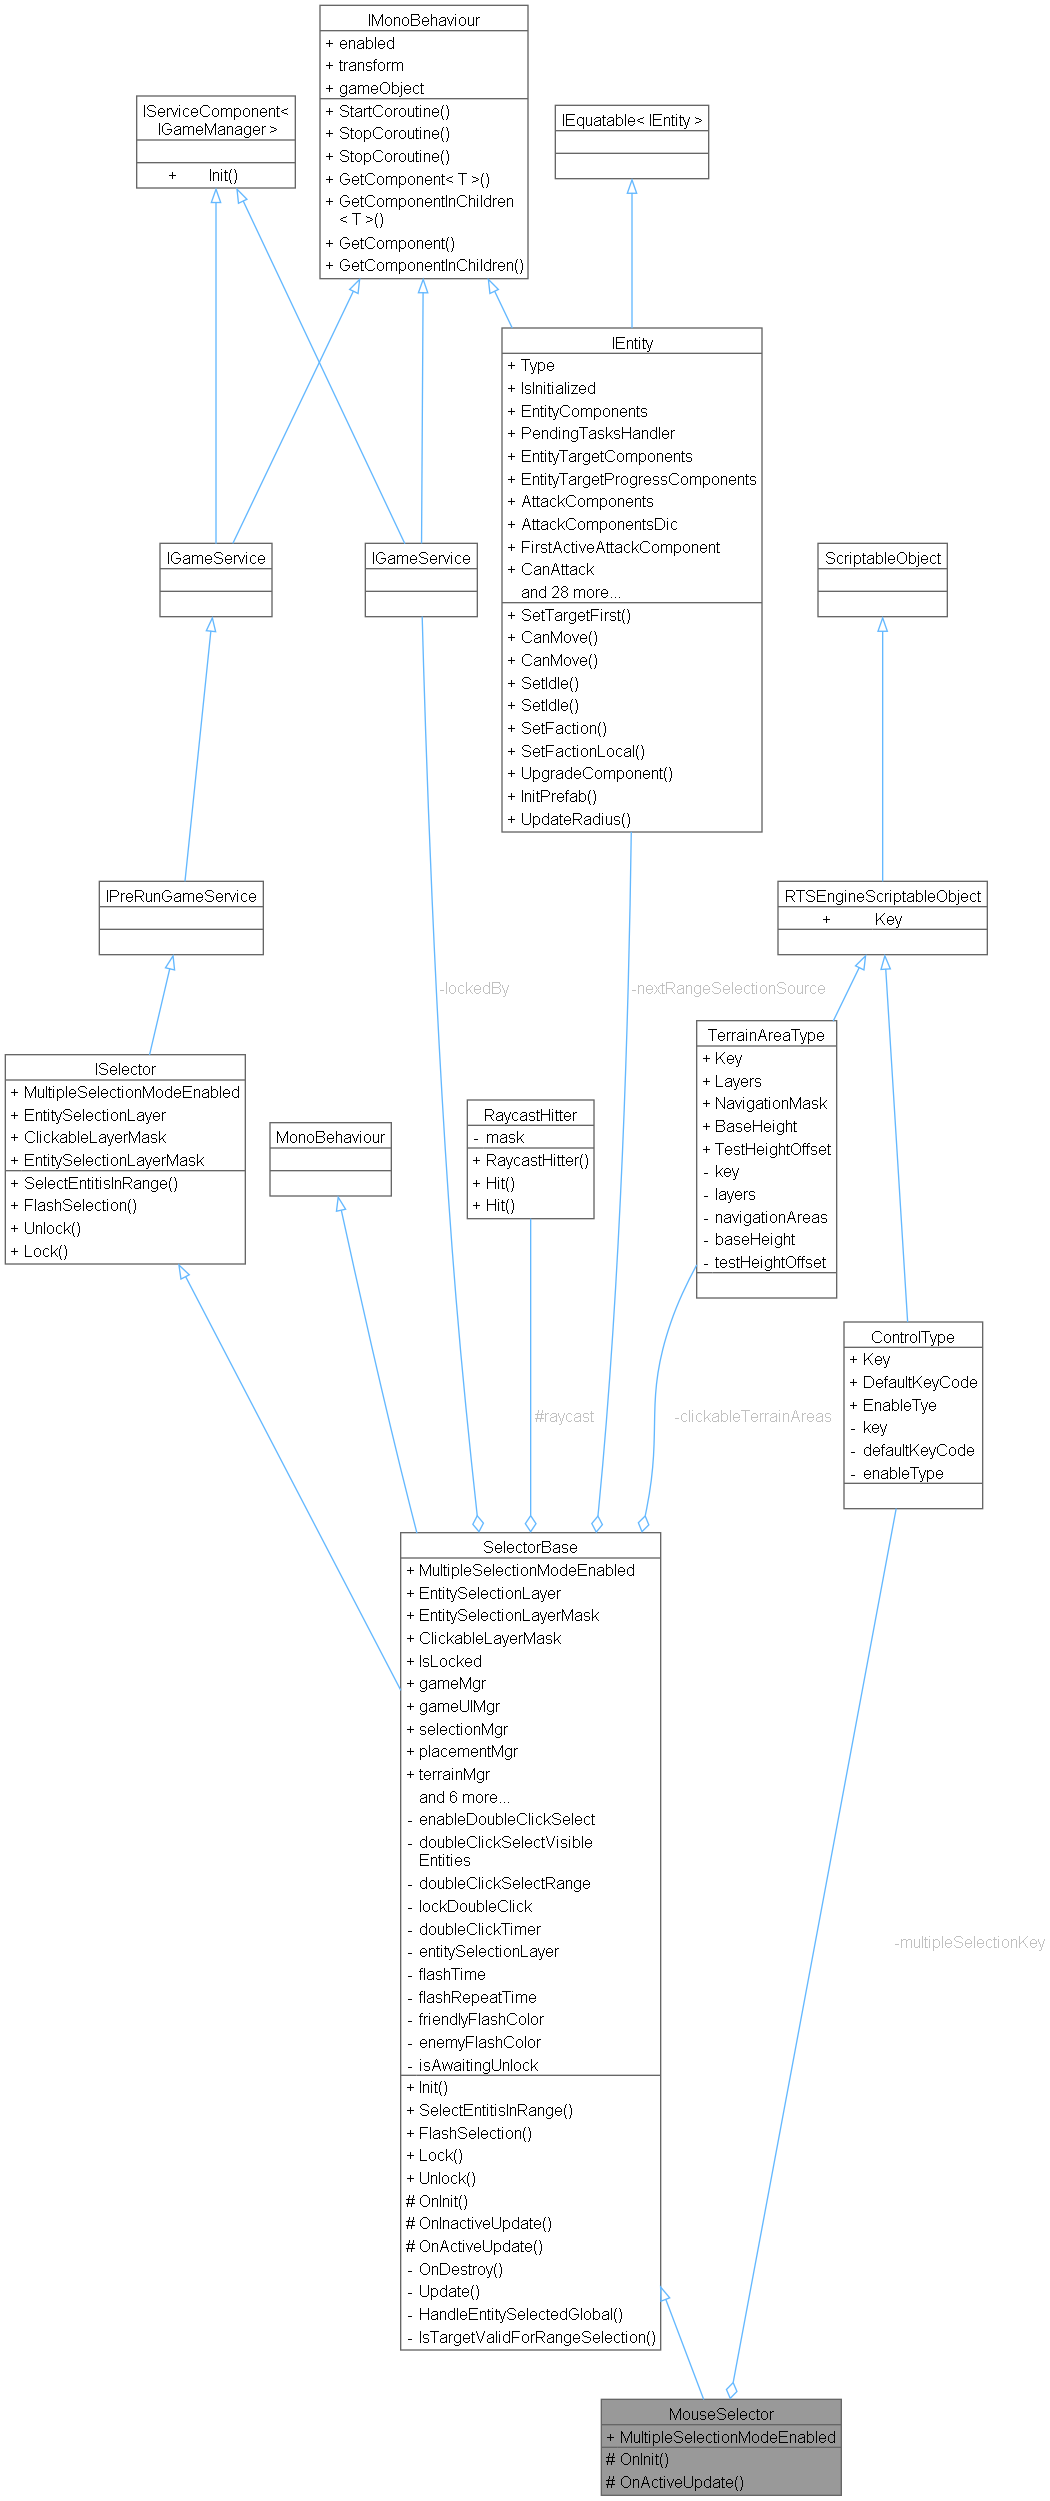 IMonoBehaviour
+ enabled
+ transform
+ gameObject
+ StartCoroutine()
+ StopCoroutine()
+ StopCoroutine()
+ GetComponent< T >()
+ GetComponentInChildren
< T >()
+ GetComponent()
+ GetComponentInChildren()
IServiceComponent<
IGameManager >
+ Init()
IEquatable< IEntity >
IEntity
+ Type
+ IsInitialized
+ EntityComponents
+ PendingTasksHandler
+ EntityTargetComponents
+ EntityTargetProgressComponents
+ AttackComponents
+ AttackComponentsDic
+ FirstActiveAttackComponent
+ CanAttack
and 28 more...
+ SetTargetFirst()
+ CanMove()
+ CanMove()
+ SetIdle()
+ SetIdle()
+ SetFaction()
+ SetFactionLocal()
+ UpgradeComponent()
+ InitPrefab()
+ UpdateRadius()
IGameService
IGameService
ScriptableObject
IPreRunGameService
RTSEngineScriptableObject
+ Key
-lockedBy
-nextRangeSelectionSource
TerrainAreaType
+ Key
+ Layers
+ NavigationMask
+ BaseHeight
+ TestHeightOffset
- key
- layers
- navigationAreas
- baseHeight
- testHeightOffset
ISelector
+ MultipleSelectionModeEnabled
+ EntitySelectionLayer
+ ClickableLayerMask
+ EntitySelectionLayerMask
+ SelectEntitisInRange()
+ FlashSelection()
+ Unlock()
+ Lock()
MonoBehaviour
RaycastHitter
- mask
+ RaycastHitter()
+ Hit()
+ Hit()
ControlType
+ Key
+ DefaultKeyCode
+ EnableTye
- key
- defaultKeyCode
- enableType
#raycast
-clickableTerrainAreas
SelectorBase
+ MultipleSelectionModeEnabled
+ EntitySelectionLayer
+ EntitySelectionLayerMask
+ ClickableLayerMask
+ IsLocked
+ gameMgr
+ gameUIMgr
+ selectionMgr
+ placementMgr
+ terrainMgr
and 6 more...
- enableDoubleClickSelect
- doubleClickSelectVisible
Entities
- doubleClickSelectRange
- lockDoubleClick
- doubleClickTimer
- entitySelectionLayer
- flashTime
- flashRepeatTime
- friendlyFlashColor
- enemyFlashColor
- isAwaitingUnlock
+ Init()
+ SelectEntitisInRange()
+ FlashSelection()
+ Lock()
+ Unlock()
# OnInit()
# OnInactiveUpdate()
# OnActiveUpdate()
- OnDestroy()
- Update()
- HandleEntitySelectedGlobal()
- IsTargetValidForRangeSelection()
-multipleSelectionKey
MouseSelector
+ MultipleSelectionModeEnabled
# OnInit()
# OnActiveUpdate()